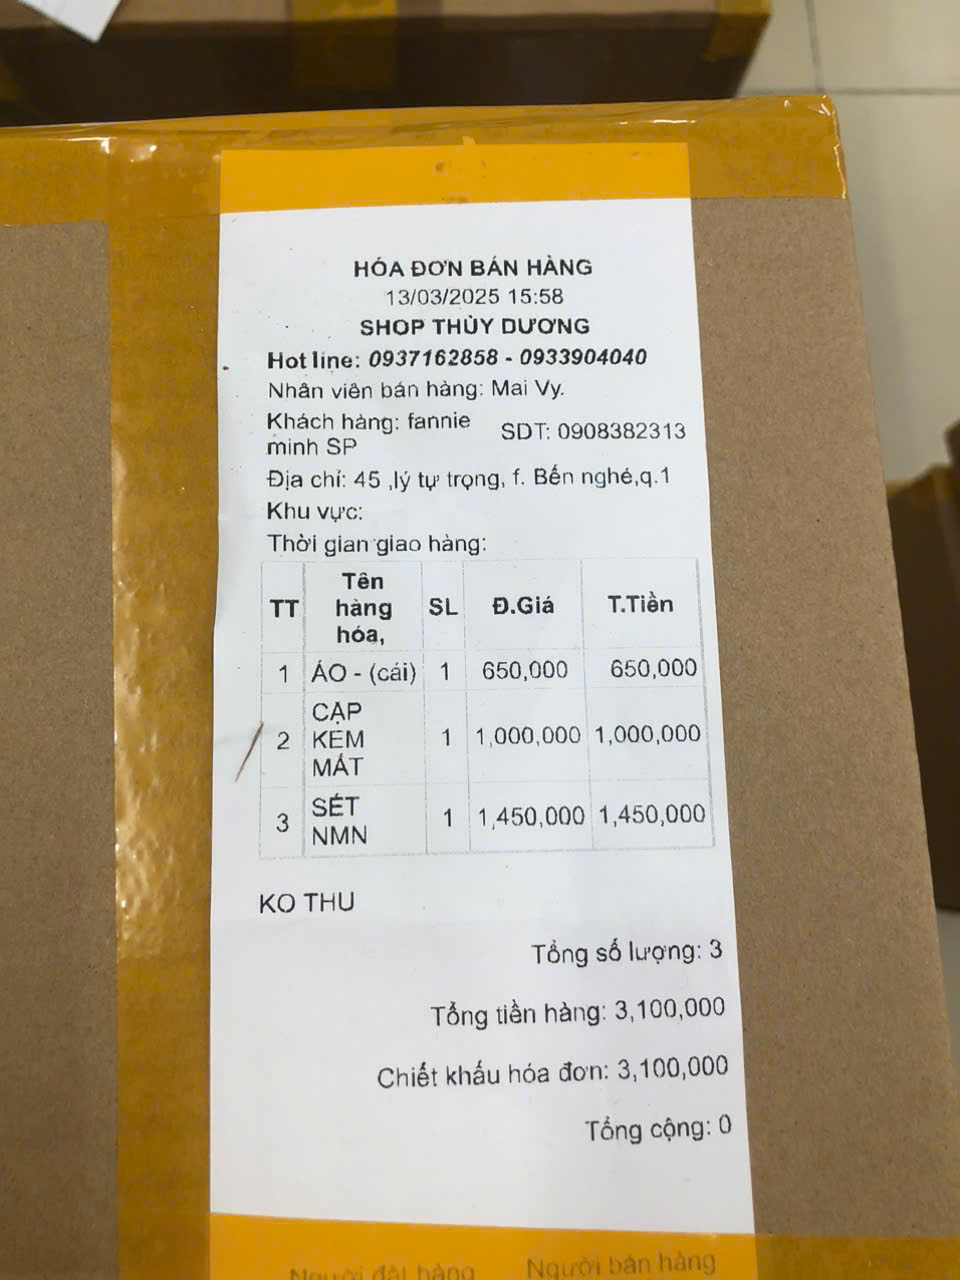 HÓA ĐƠN BÁN HÀNG
13/03/2025 15:58
SHOP THÙY DƯƠNG
Hot line: 0937162858 - 0933904040
Nhân viên bán hàng: Mai Vy.
Khách hàng: fannie minh SP SDT: 0908382313
Địa chỉ: 45 ,lý tự trọng, f. Bến nghé,q.1
Khu vực:
Thời gian giao hàng:
TT Tên hàng hóa, SL Đ.Giá T.Tiền
1 ÁO - (cái) 1 650,000 650,000
2 CẠP KEM MÁT 1 1,000,000 1,000,000
3 SÉT NMN 1 1,450,000 1,450,000
KO THU
Tổng số lượng: 3
Tổng tiền hàng: 3,100,000
Chiết khấu hóa đơn: 3,100,000
Tổng cộng: 0
Người đặt hàng Người bán hàng